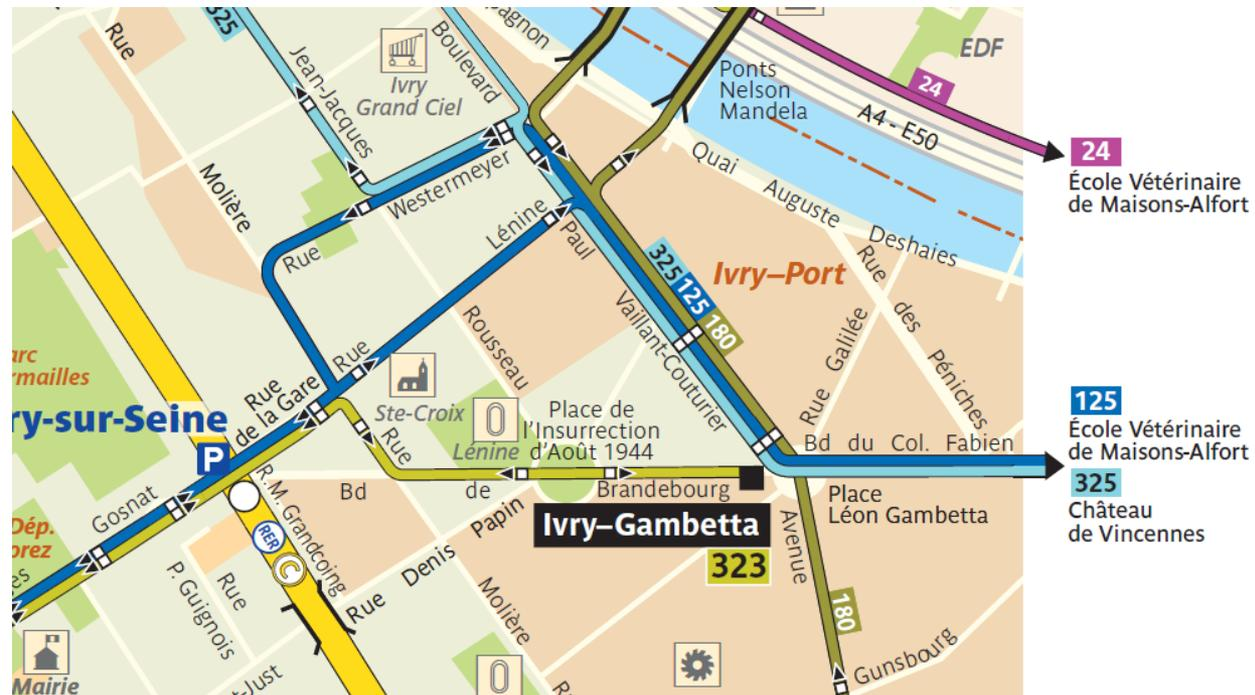 325
Rue
Jean-Jacques
Ivry
Grand Ciel
Boulevard
Ponts
Nelson
Mandela
EDF
24
A4 - E50
24
École Vétérinaire
de Maisons-Alfort
Quai Auguste Deshaies
Molière
Westermeyer
Rue
Lénine
Paul
Vaillant-Couturier
325 125 180
Ivry–Port
Rue des Péniches
Rue Galilée
Rousseau
Rue
Ste-Croix
Rue
de la Gare
ry-sur-Seine
P
Lénine
Place de
l'Insurrection
d'Août 1944
Rue
Bd de Brandebourg
Bd du Col. Fabien
125
École Vétérinaire
de Maisons-Alfort
325
Château
de Vincennes
Place
Léon Gambetta
Ivry–Gambetta
323
Gosnat
R.M. Grandcoing
RER
C
Dép.
P. Guignois
Rue
Rue Denis Papin
Molière
Avenue
180
Gunsbourg
Mairie